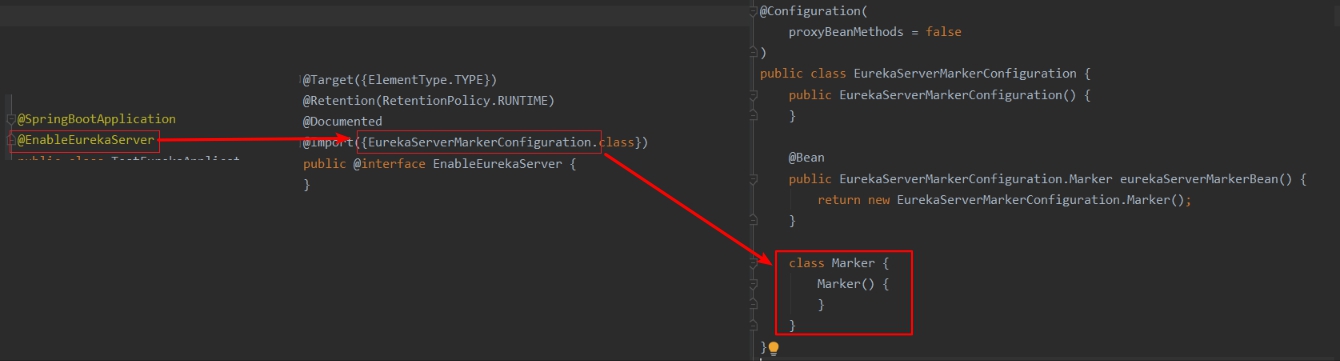 @SpringBootApplication
@EnableEurekaServer
public class TestEurekaApplicat
@Target({ElementType.TYPE})
@Retention(RetentionPolicy.RUNTIME)
@Documented
@Import({EurekaServerMarkerConfiguration.class})
public @interface EnableEurekaServer {
}
@Configuration(
proxyBeanMethods = false
)
public class EurekaServerMarkerConfiguration {
public EurekaServerMarkerConfiguration() {
}
@Bean
public EurekaServerMarkerConfiguration.Marker eurekaServerMarkerBean() {
return new EurekaServerMarkerConfiguration.Marker();
}
class Marker {
Marker() {
}
}
}